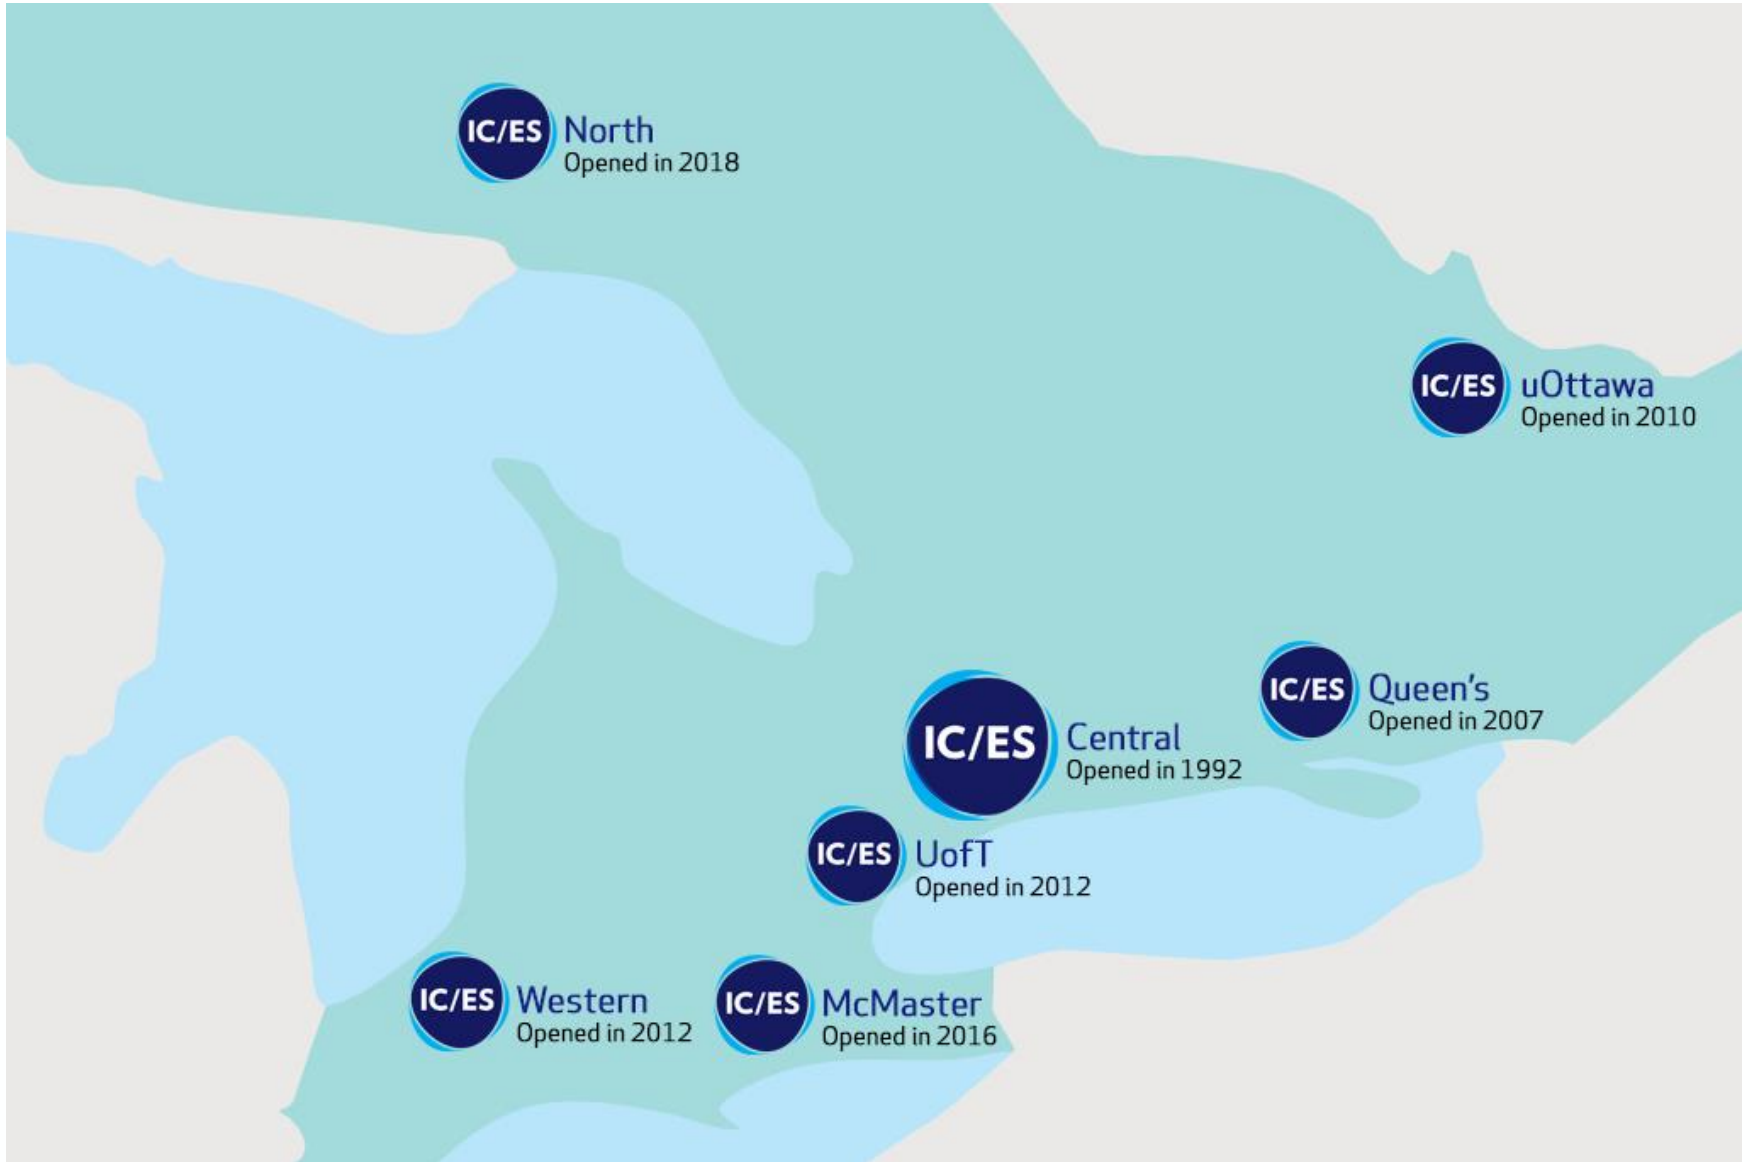 IC/ES North
Opened in 2018
IC/ES uOttawa
Opened in 2010
IC/ES Queen's
Opened in 2007
IC/ES Central
Opened in 1992
IC/ES UofT
Opened in 2012
IC/ES Western
Opened in 2012
IC/ES McMaster
Opened in 2016